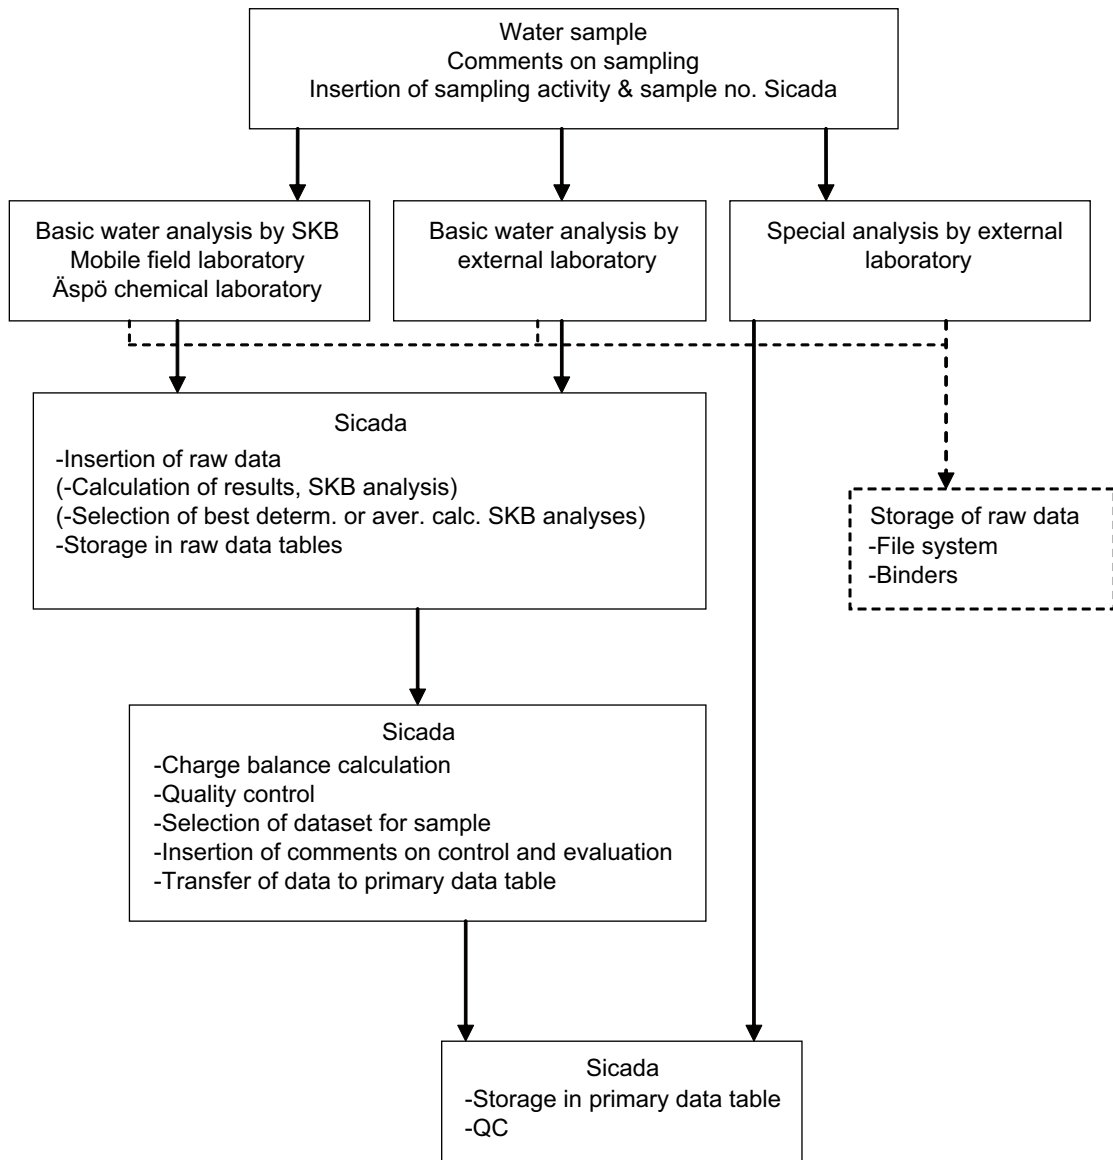 Water sample
Comments on sampling
Insertion of sampling activity & sample no. Sicada
Basic water analysis by SKB
Mobile field laboratory
Äspö chemical laboratory
Basic water analysis by
external laboratory
Special analysis by external
laboratory
Sicada
-Insertion of raw data
(-Calculation of results, SKB analysis)
(-Selection of best determ. or aver. calc. SKB analyses)
-Storage in raw data tables
Storage of raw data
-File system
-Binders
Sicada
-Charge balance calculation
-Quality control
-Selection of dataset for sample
-Insertion of comments on control and evaluation
-Transfer of data to primary data table
Sicada
-Storage in primary data table
-QC